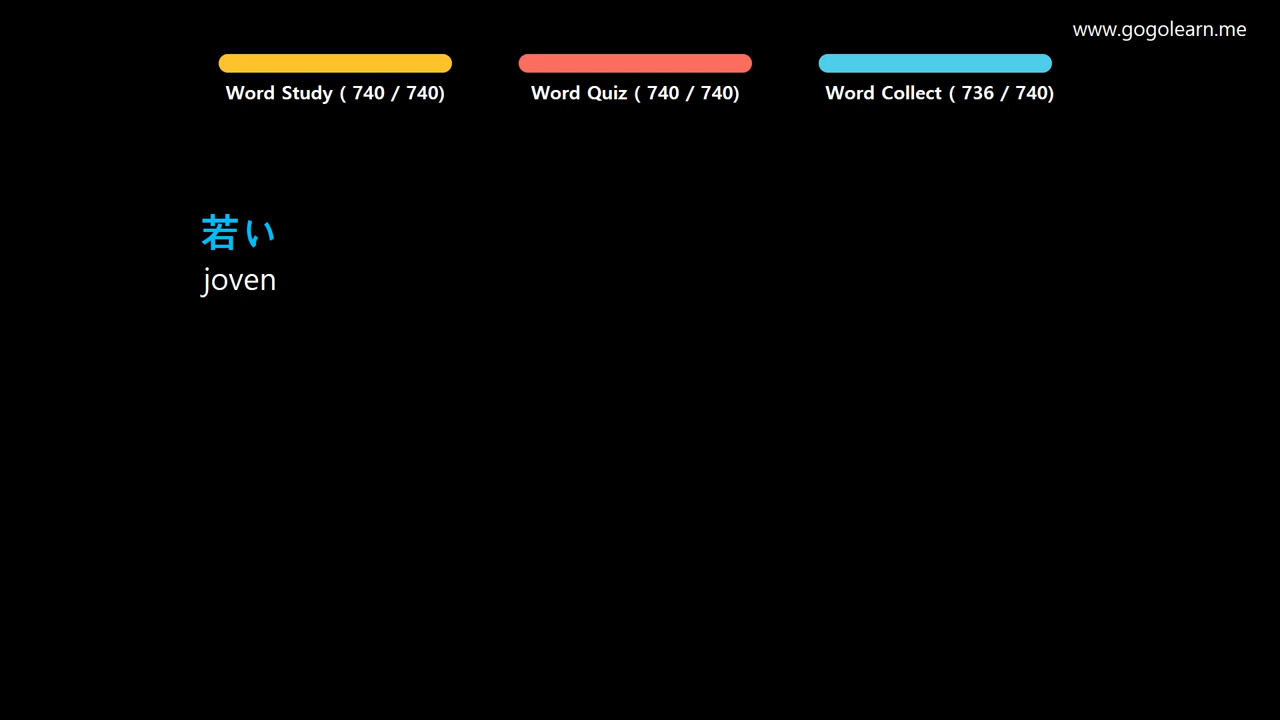 www.gogolearn.me
Word Study ( 740 / 740)
Word Quiz ( 740 / 740)
Word Collect ( 736 / 740)
若い
joven